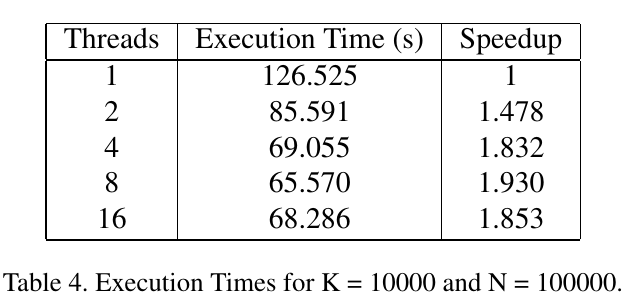 Threads Execution Time (s) Speedup
1 126.525 1
2 85.591 1.478
4 69.055 1.832
8 65.570 1.930
16 68.286 1.853
Table 4. Execution Times for K = 10000 and N = 100000.